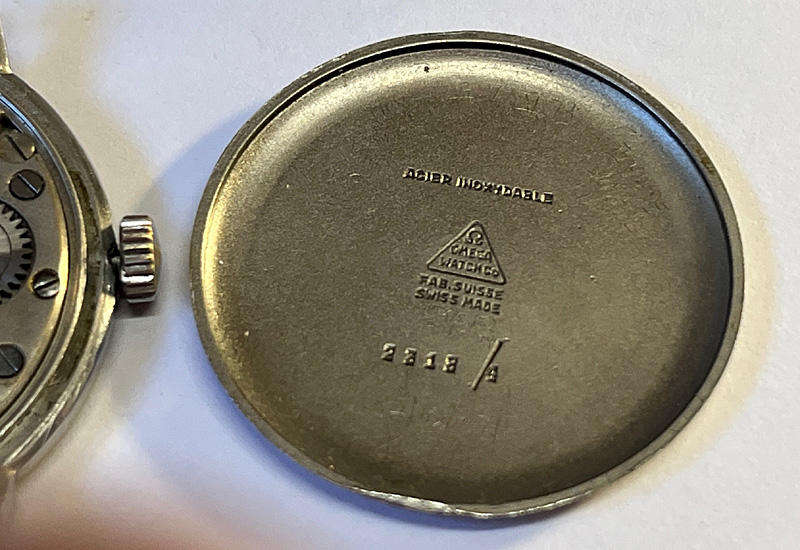 ACIER INOXYDABLE
Ω
OMEGA
WATCH Co
FAB. SUISSE
SWISS MADE
2318 /4